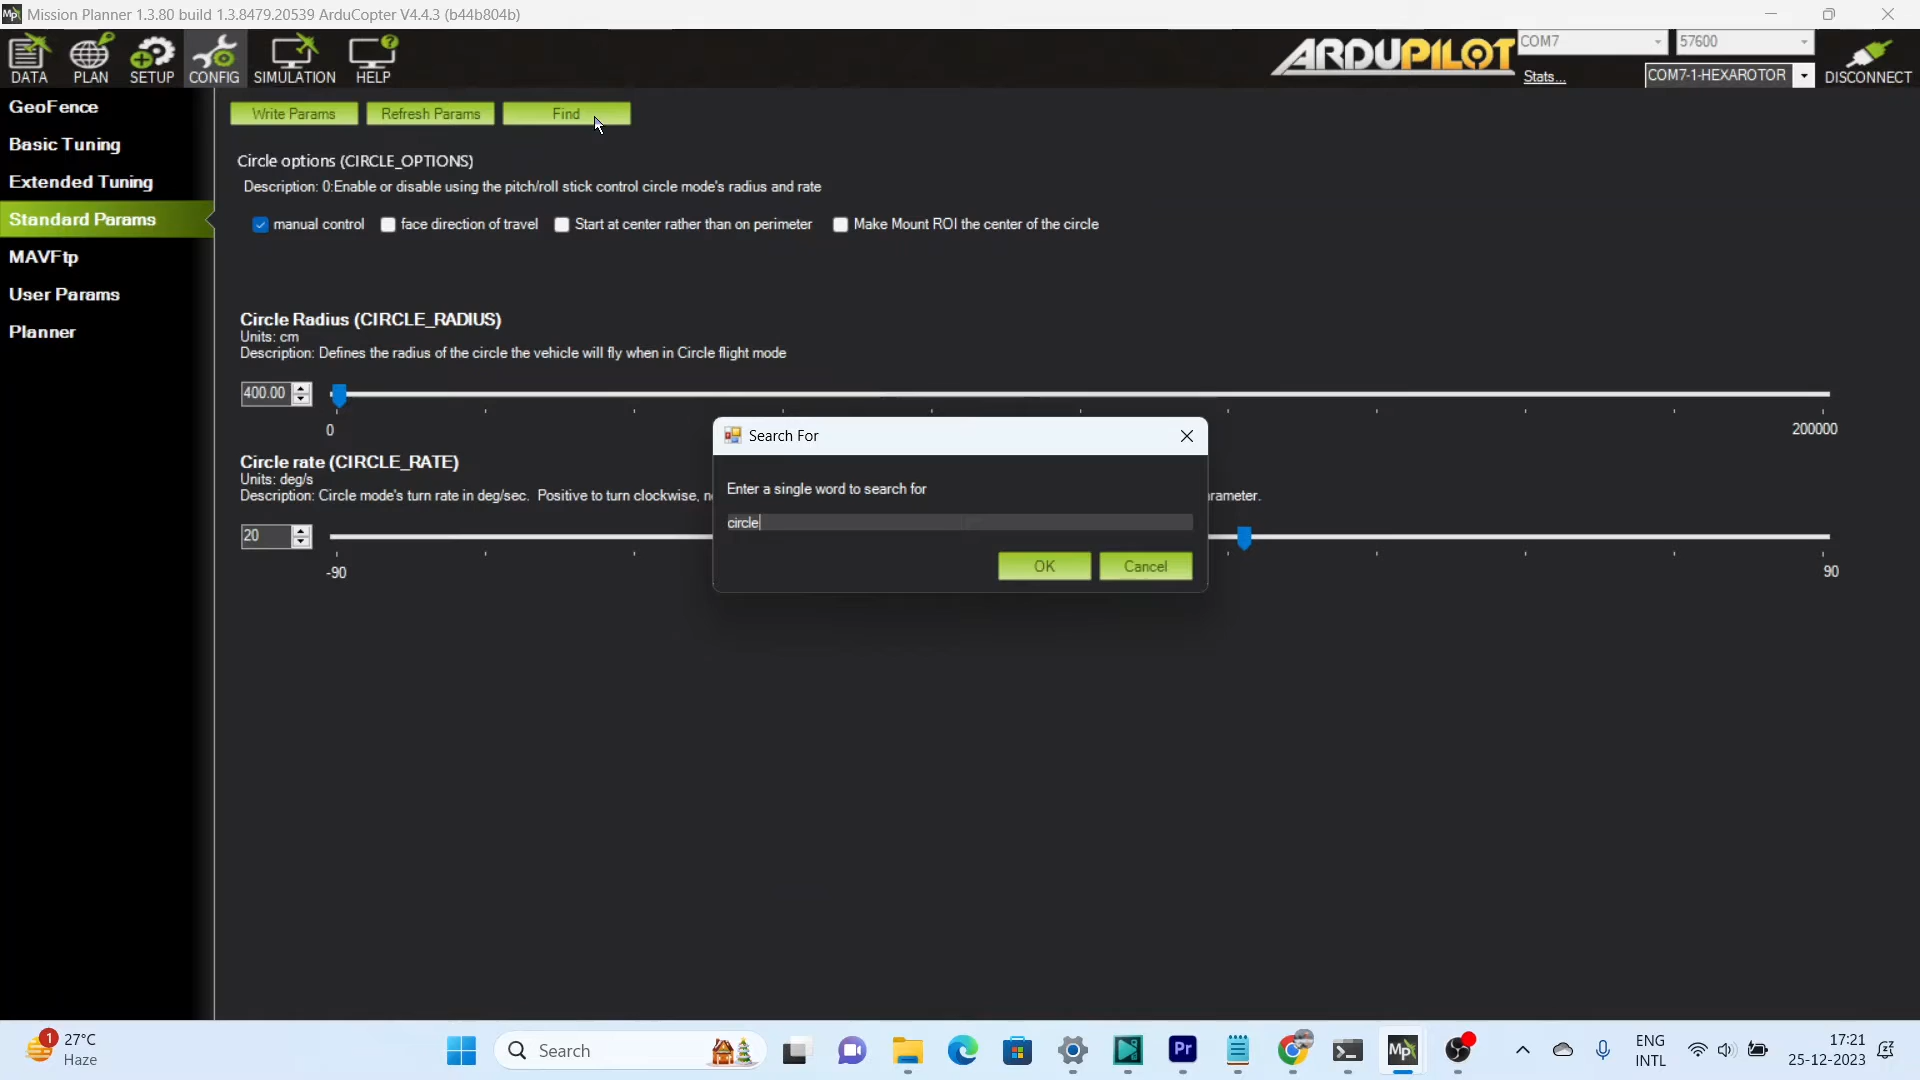 Mission Planner 1.3.80 build 1.3.8479.20539 ArduCopter V4.4.3 (b44b804b)
DATA PLAN SETUP CONFIG SIMULATION HELP
ARDUPILOT
COM7 57600
Stats... COM7-1-HEXAROTOR DISCONNECT
GeoFence
Basic Tuning
Extended Tuning
Standard Params
MAVFtp
User Params
Planner
Write Params Refresh Params Find
Circle options (CIRCLE_OPTIONS)
Description: 0:Enable or disable using the pitch/roll stick control circle mode's radius and rate
manual control face direction of travel Start at center rather than on perimeter Make Mount ROI the center of the circle
Circle Radius (CIRCLE_RADIUS)
Units: cm
Description: Defines the radius of the circle the vehicle will fly when in Circle flight mode
400.00
0 200000
Circle rate (CIRCLE_RATE)
Units: deg/s
Description: Circle mode's turn rate in deg/sec. Positive to turn clockwise, rameter.
20
-90 90
Search For
Enter a single word to search for
circle
OK Cancel
1
27°C
Haze
Search
Pr
Mp
ENG
INTL
17:21
25-12-2023